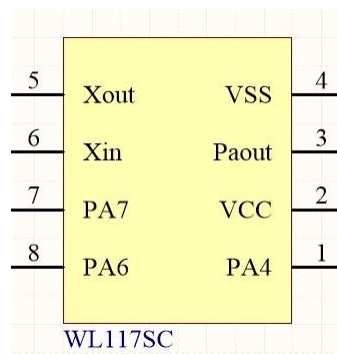 5 Xout VSS 4
6 Xin Paout 3
7 PA7 VCC 2
8 PA6 PA4 1
WL117SC